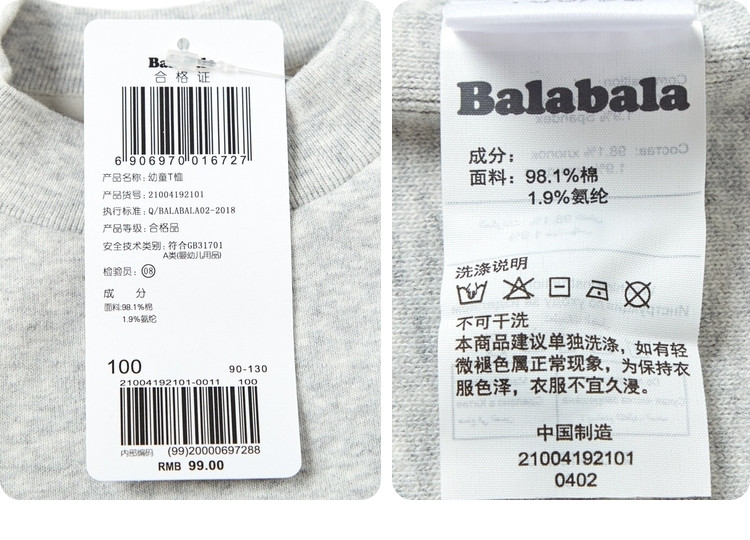 Balabala
合格证
6 906970 016727
产品名称: 幼童T恤
产品货号: 21004192101
执行标准: Q/BALABALA02-2018
产品等级: 合格品
安全技术类别: 符合GB31701
A类(婴幼儿用品)
检验员: 08
成 分
面料:98.1%棉
1.9%氨纶
100 90-130
21004192101-0011 100
内部编码 (99)20000697288
RMB 99.00
Balabala
成分:
面料: 98.1%棉
1.9%氨纶
洗涤说明
不可干洗
本商品建议单独洗涤，如有轻
微褪色属正常现象，为保持衣
服色泽，衣服不宜久浸。
中国制造
21004192101
0402